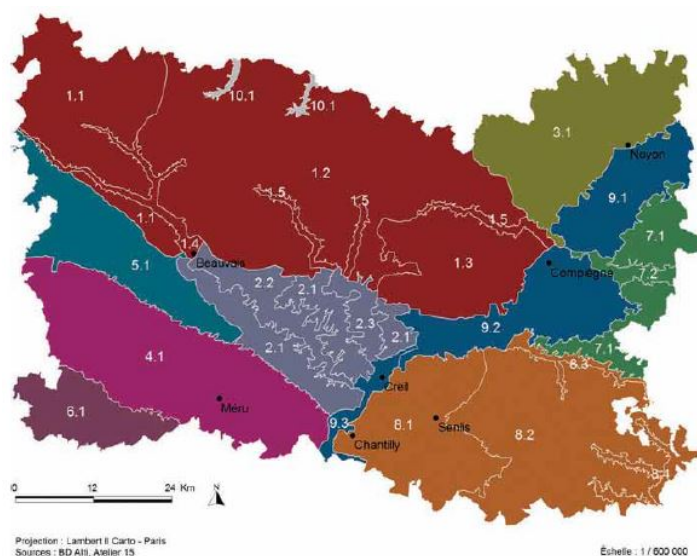 1.1
10.1
10.1
3.1
Noyon
9.1
1.2
1.5
1.5
1.5
1.1
7.1
1.4
Beauvais
7.2
5.1
1.3
Compiègne
2.2
2.1
2.3
2.1
2.1
9.2
7.1
8.3
4.1
Creil
6.1
Méru
9.3
8.1
Senlis
8.2
Chantilly
0 12 24 Km
N
Projection : Lambert II Carto - Paris
Sources : BD Alti, Atelier 15
Échelle : 1 / 600 000